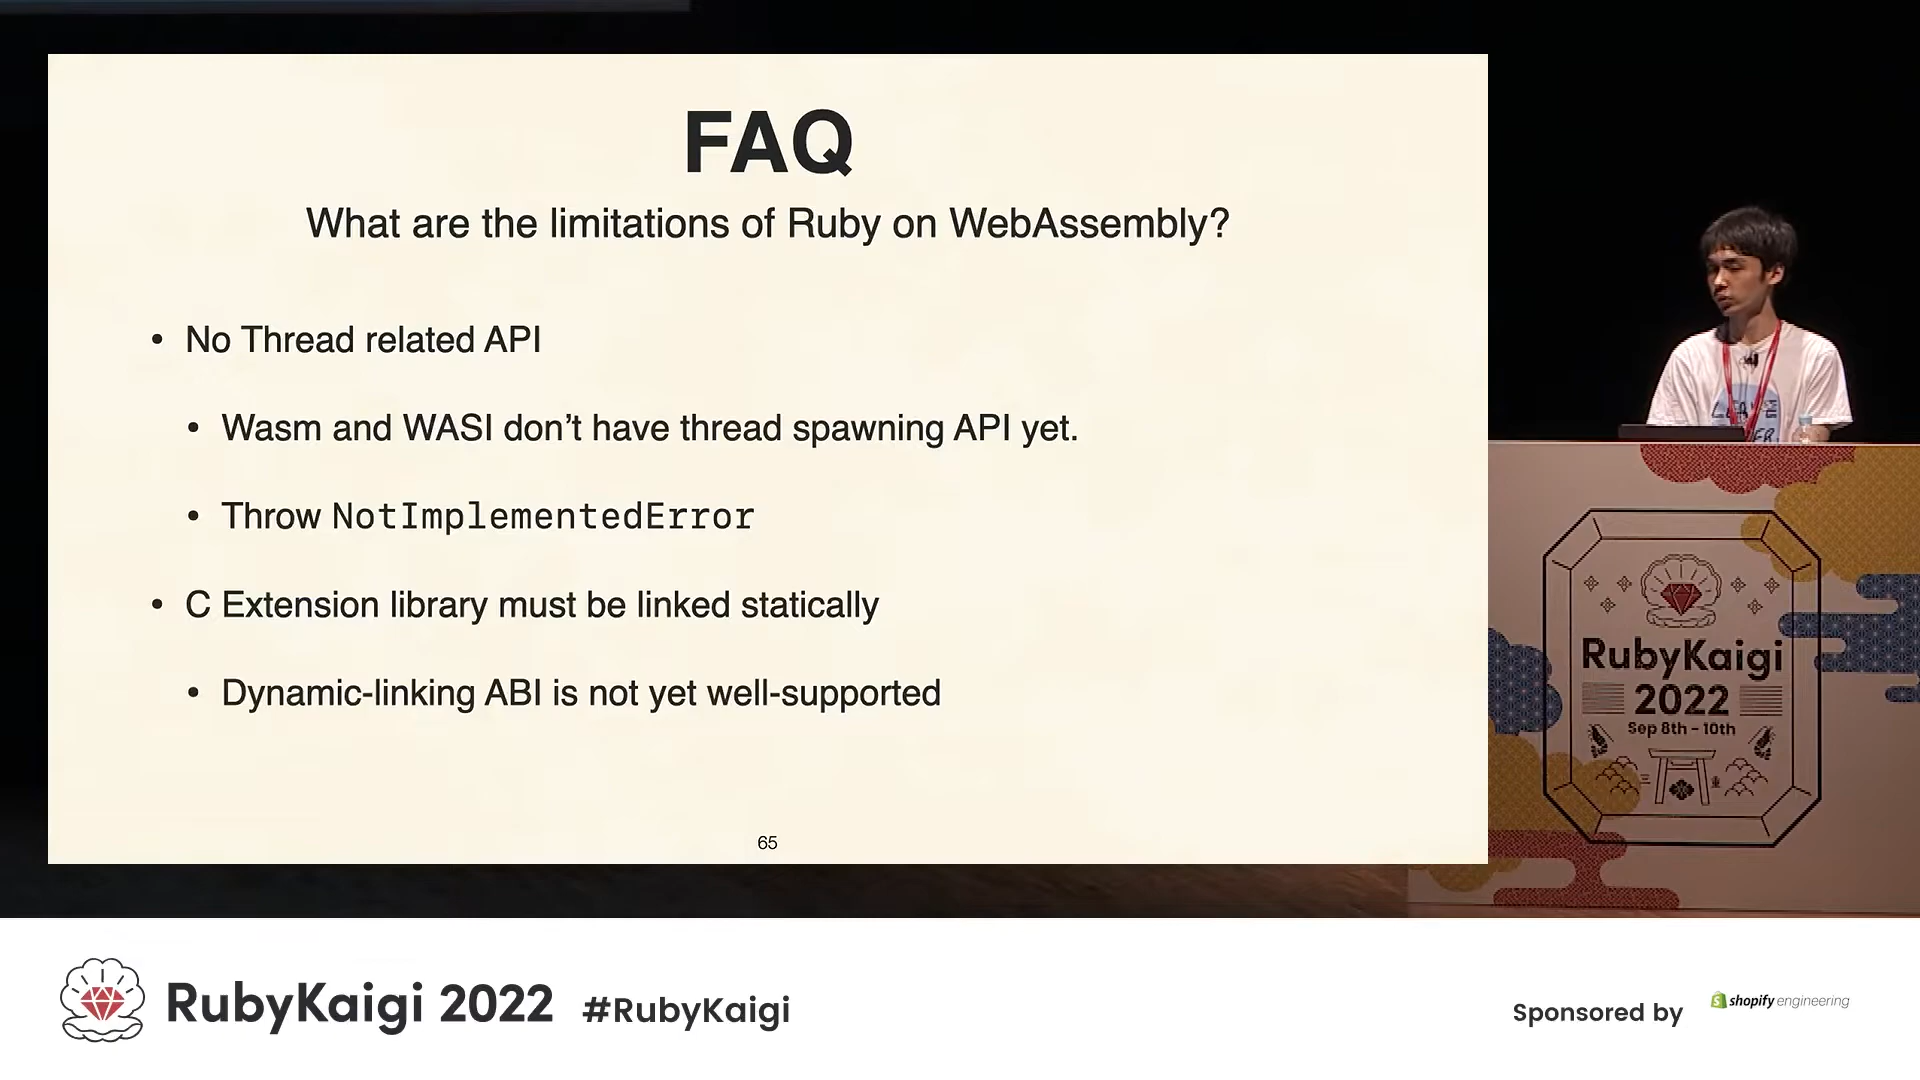 FAQ
What are the limitations of Ruby on WebAssembly?
• No Thread related API
• Wasm and WASI don’t have thread spawning API yet.
• Throw NotImplementedError
• C Extension library must be linked statically
• Dynamic-linking ABI is not yet well-supported
65
RubyKaigi
2022
Sep 8th - 10th
RubyKaigi 2022 #RubyKaigi
Sponsored by
shopify engineering